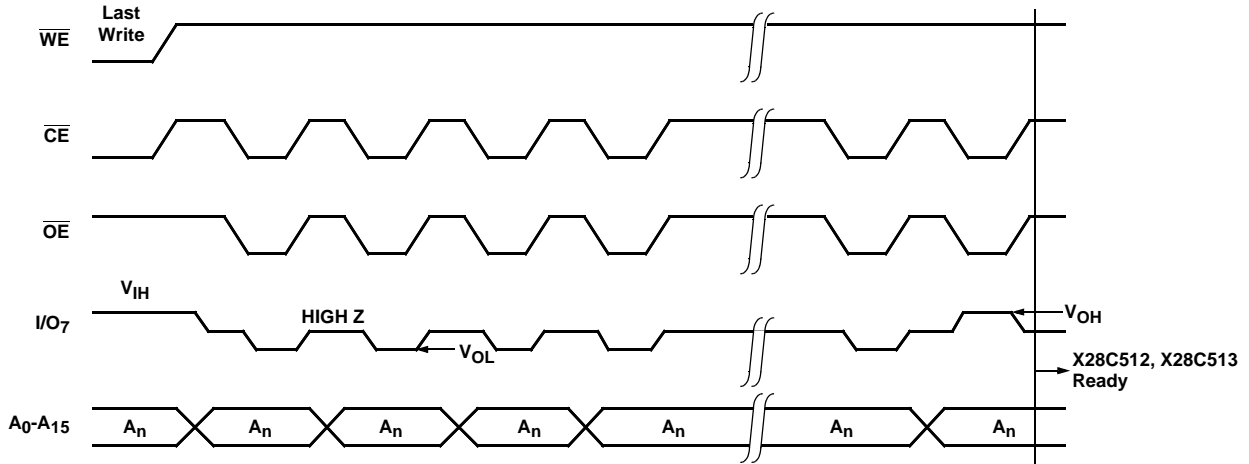 Last
Write
WE
CE
OE
VIH
I/O7
HIGH Z
VOL
VOH
X28C512, X28C513
Ready
A0-A15
An
An
An
An
An
An
An